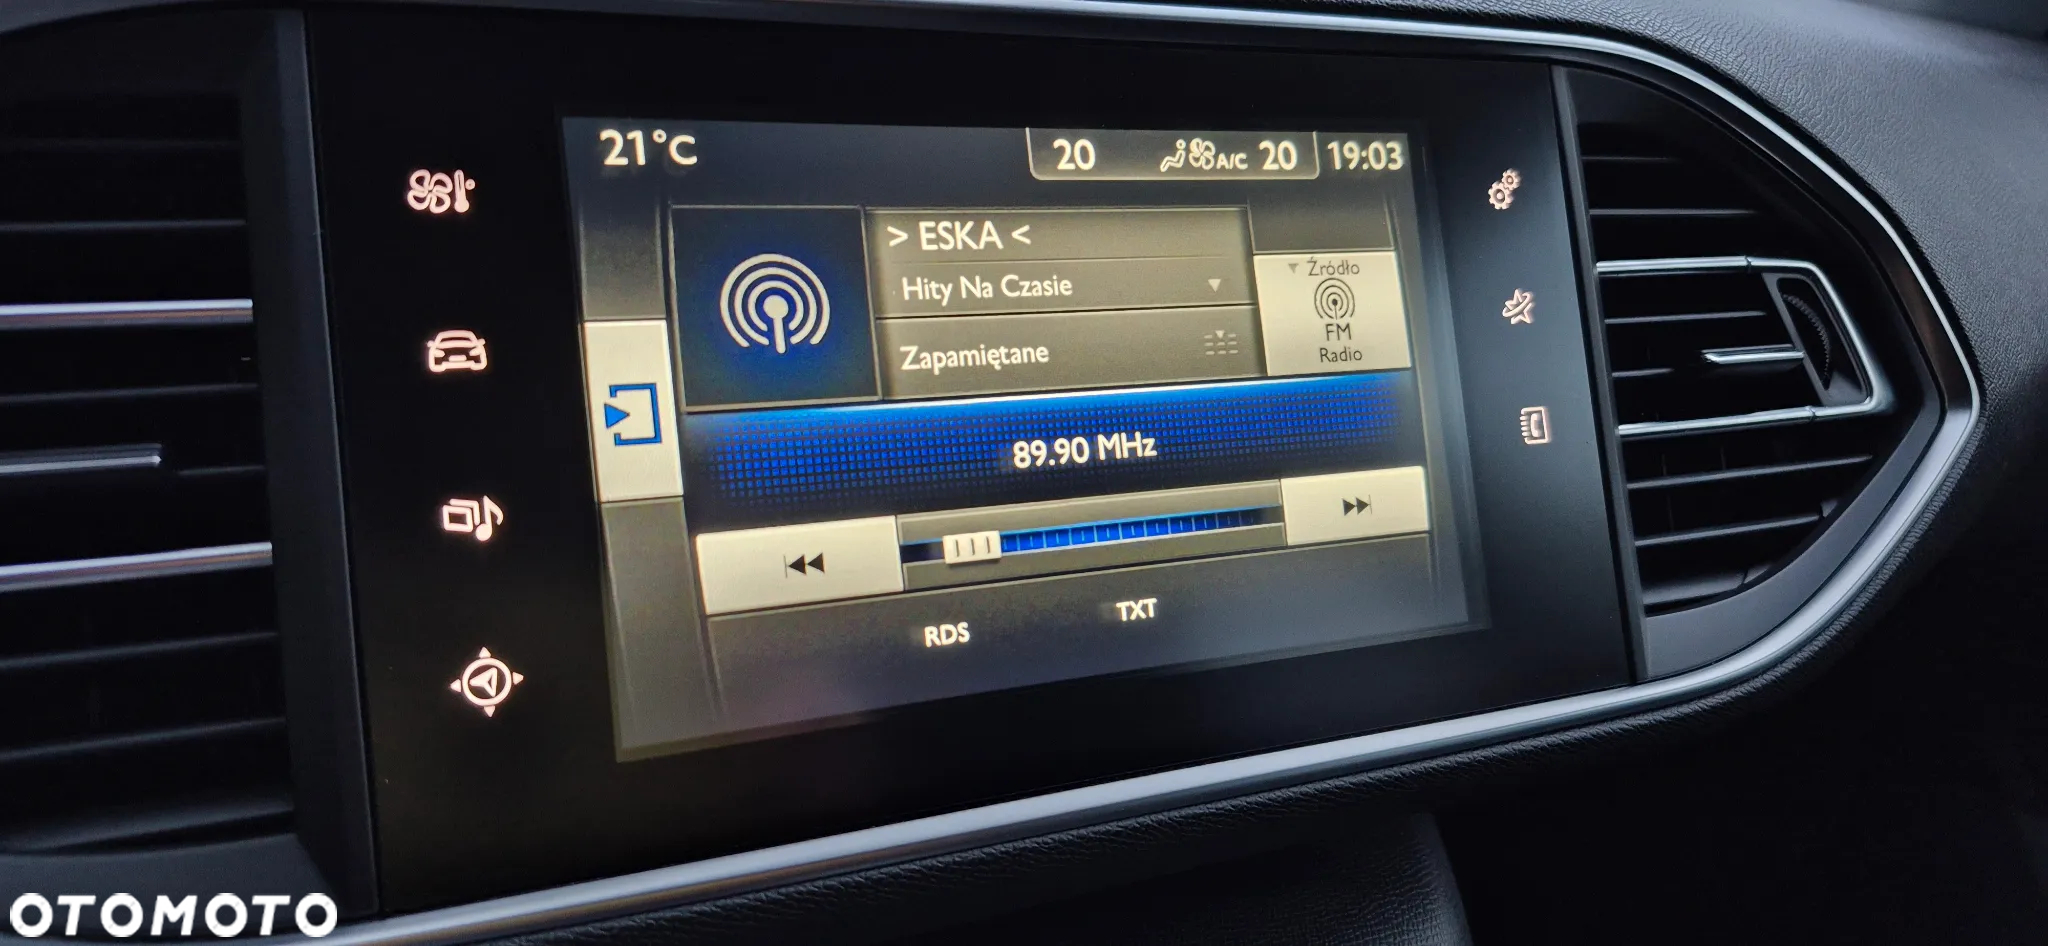 21°C
20 A/C 20 19:03
> ESKA <
Hity Na Czasie
Zapamiętane
Źródło
FM
Radio
89.90 MHz
RDS
TXT
OTOMOTO